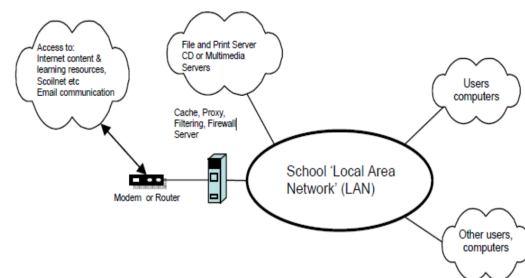 Access to:
Internet content &
learning resources,
Scoilnet etc
Email communication
File and Print Server
CD or Multimedia
Servers
Cache, Proxy,
Filtering, Firewall
Server
Modem or Router
School 'Local Area
Network' (LAN)
Users
computers
Other users,
computers